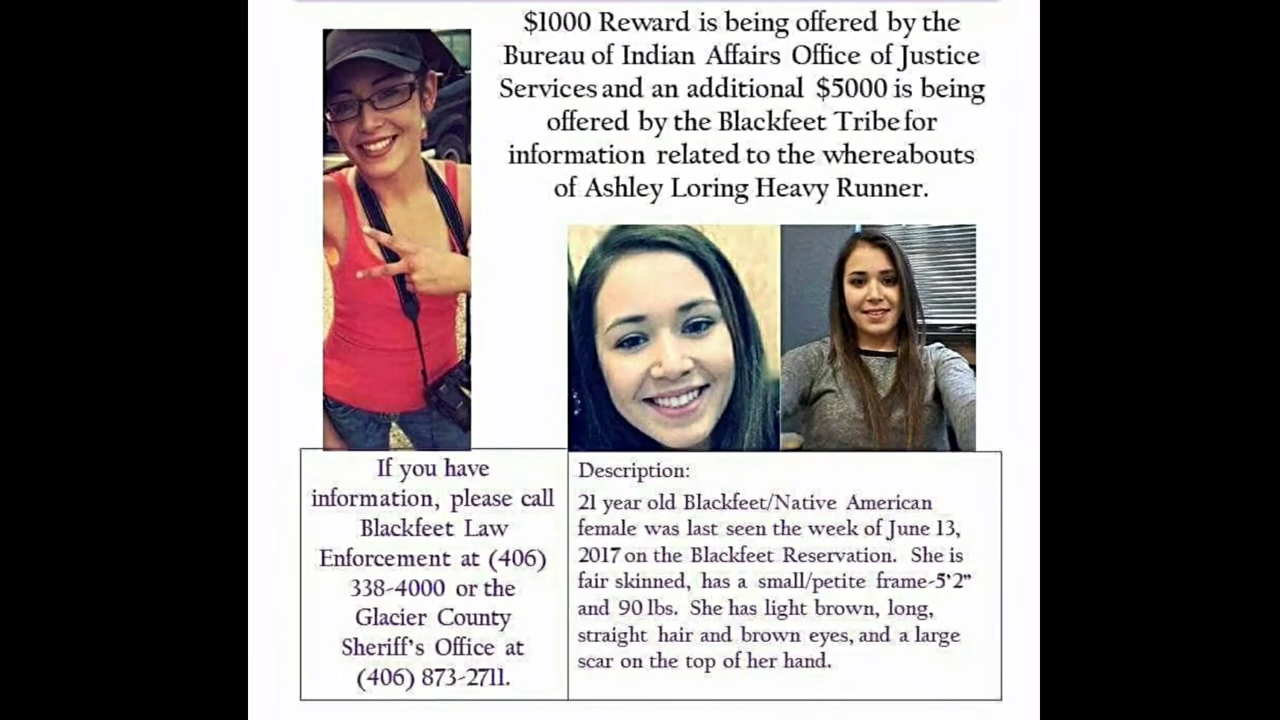 $1000 Reward is being offered by the
Bureau of Indian Affairs Office of Justice
Services and an additional $5000 is being
offered by the Blackfeet Tribe for
information related to the whereabouts
of Ashley Loring Heavy Runner.
If you have
information, please call
Blackfeet Law
Enforcement at (406)
338-4000 or the
Glacier County
Sheriff's Office at
(406) 873-2711.
Description:
21 year old Blackfeet/Native American
female was last seen the week of June 13,
2017 on the Blackfeet Reservation. She is
fair skinned, has a small/petite frame-5'2"
and 90 lbs. She has light brown, long,
straight hair and brown eyes, and a large
scar on the top of her hand.